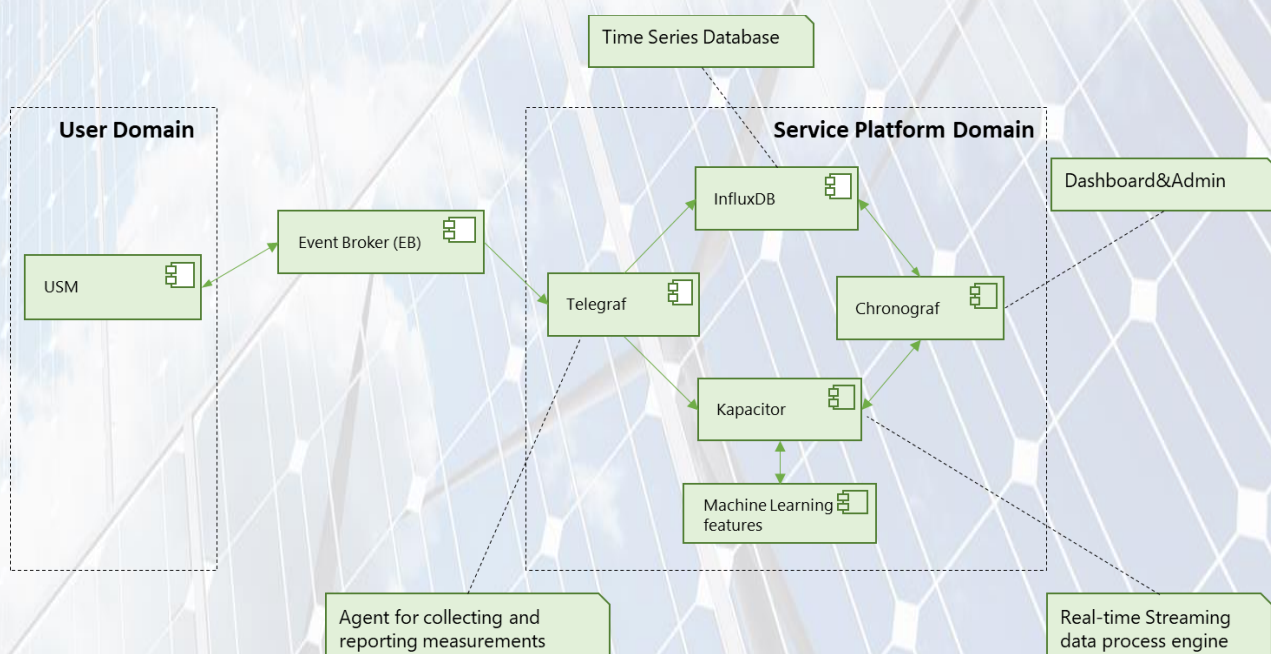 Time Series Database
User Domain
Service Platform Domain
Dashboard&Admin
InfluxDB
Event Broker (EB)
USM
Telegraf
Chronograf
Kapacitor
Machine Learning
features
Agent for collecting and
reporting measurements
Real-time Streaming
data process engine